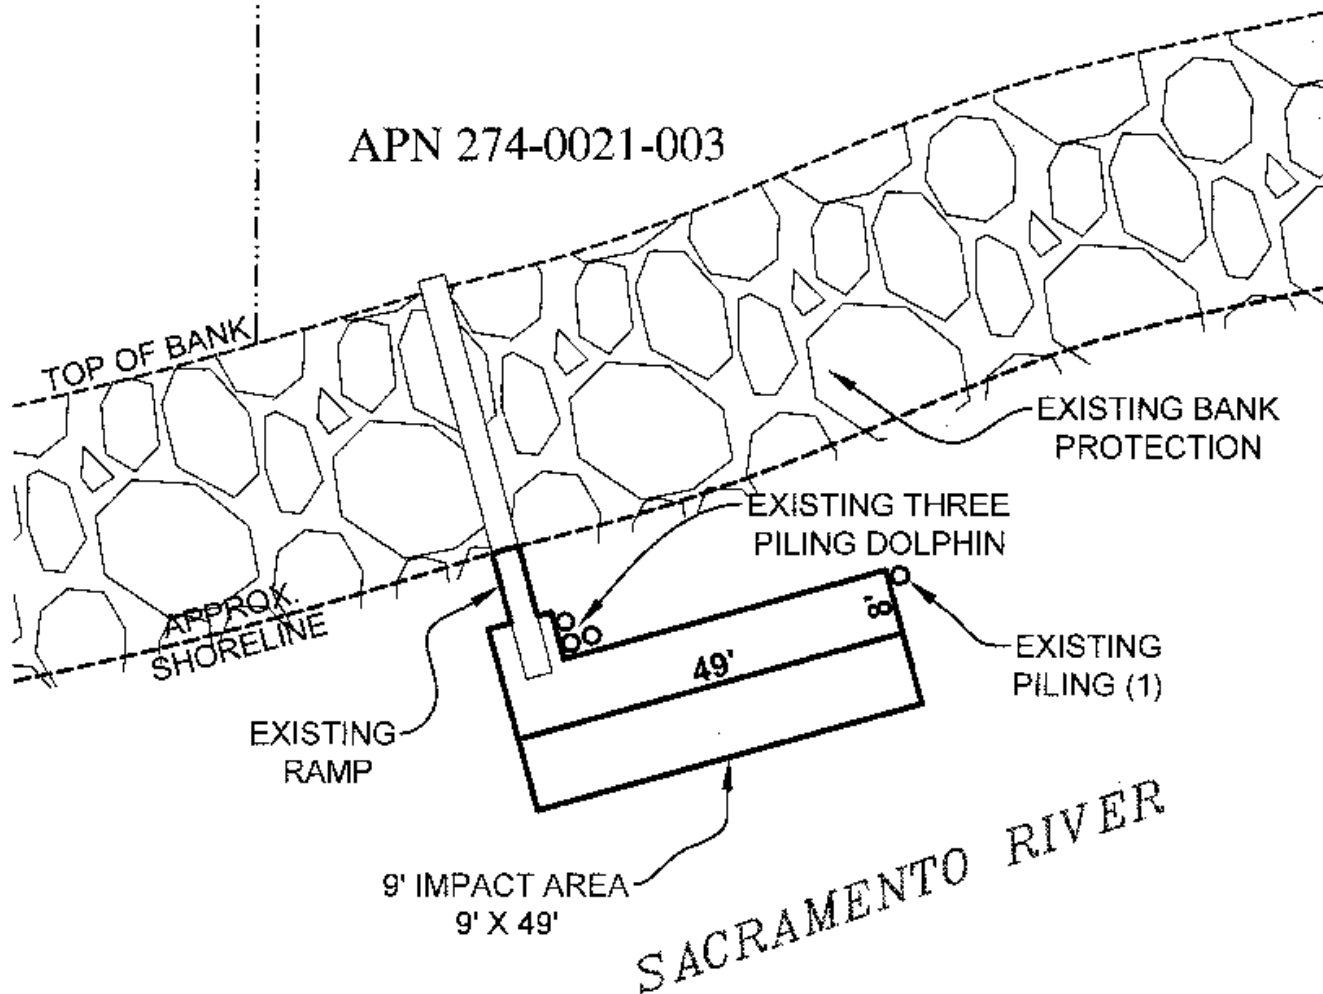 APN 274-0021-003
TOP OF BANK
EXISTING BANK
PROTECTION
EXISTING THREE
PILING DOLPHIN
APPROX.
SHORELINE
8'
49'
EXISTING
PILING (1)
EXISTING
RAMP
9' IMPACT AREA
9' X 49'
SACRAMENTO RIVER